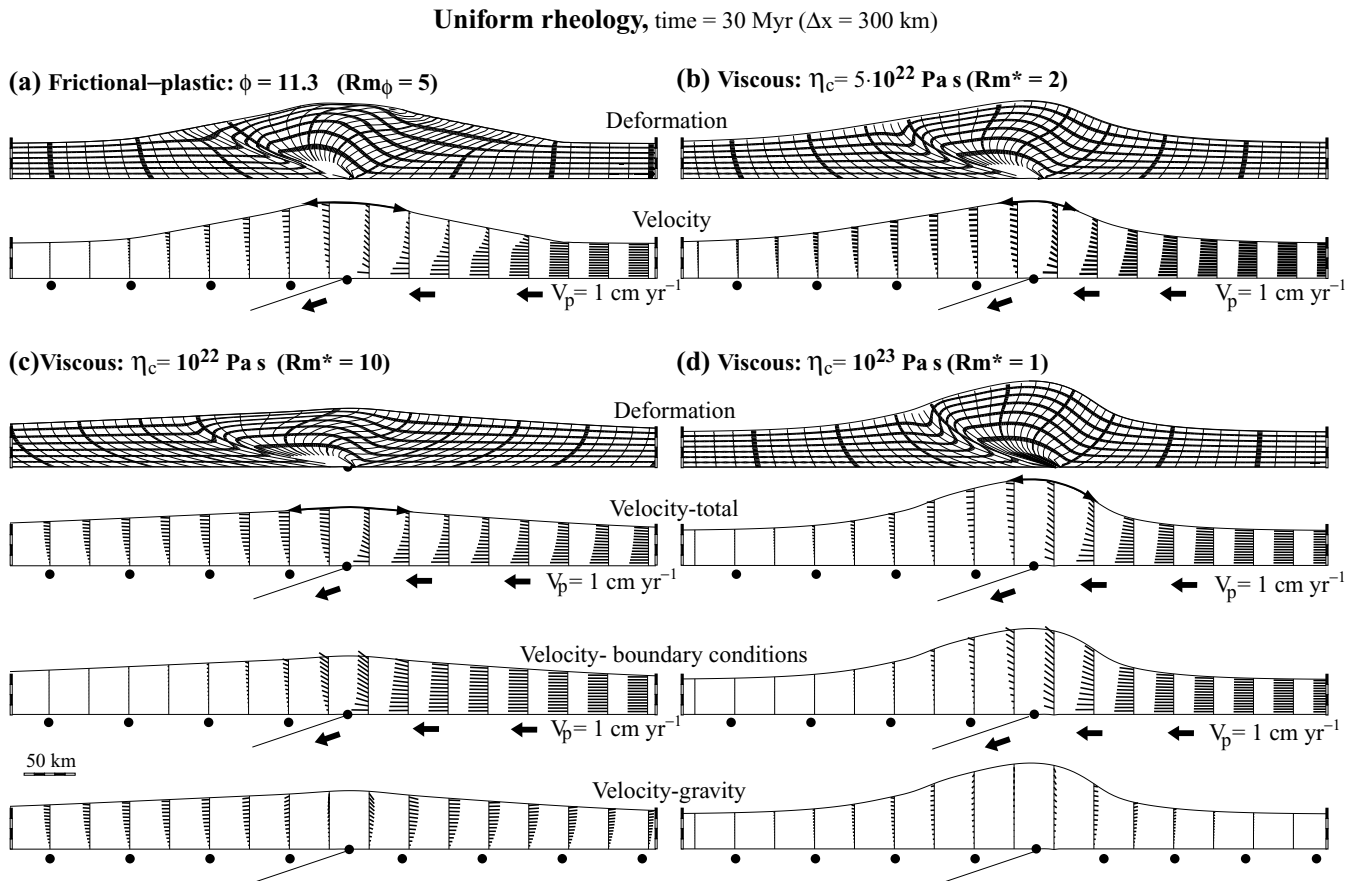 Uniform rheology, time = 30 Myr (Δx = 300 km)
(a) Frictional–plastic: ϕ = 11.3 (Rmϕ = 5)
(b) Viscous: ηc= 5·10²² Pa s (Rm* = 2)
Deformation
Velocity
Vp= 1 cm yr⁻¹
Vp= 1 cm yr⁻¹
(c)Viscous: ηc= 10²² Pa s (Rm* = 10)
(d) Viscous: ηc= 10²³ Pa s (Rm* = 1)
Deformation
Velocity-total
Vp= 1 cm yr⁻¹
Vp= 1 cm yr⁻¹
Velocity- boundary conditions
Vp= 1 cm yr⁻¹
Vp= 1 cm yr⁻¹
50 km
Velocity-gravity